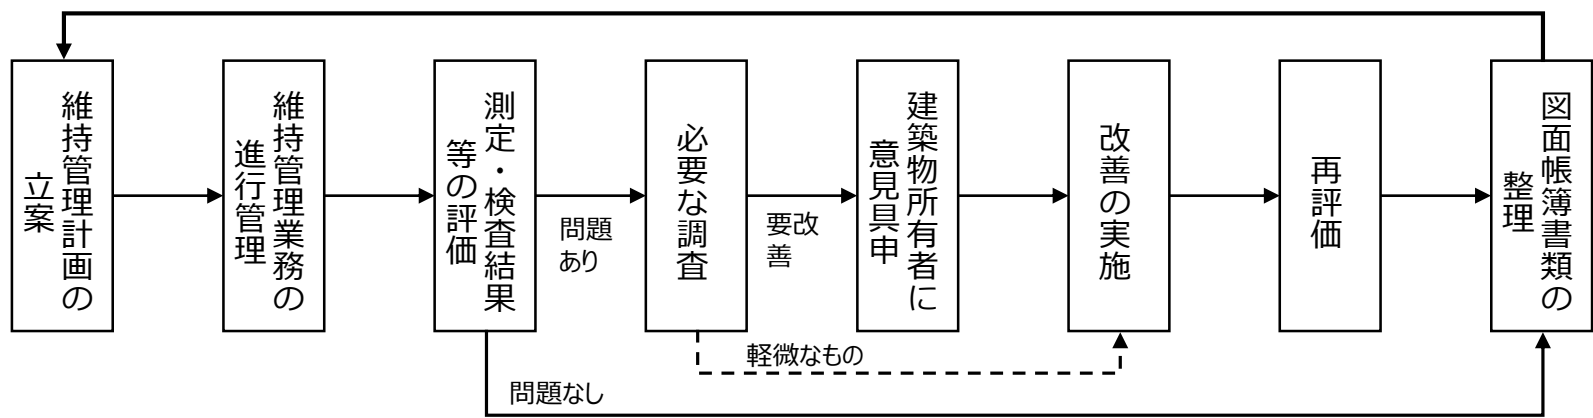 維持管理計画の
立案
維持管理業務の
進行管理
測定・検査結果
等の評価
問題
あり
必要な調査
要改
善
建築物所有者に
意見具申
改善の実施
再評価
図面帳簿書類の
整理
軽微なもの
問題なし